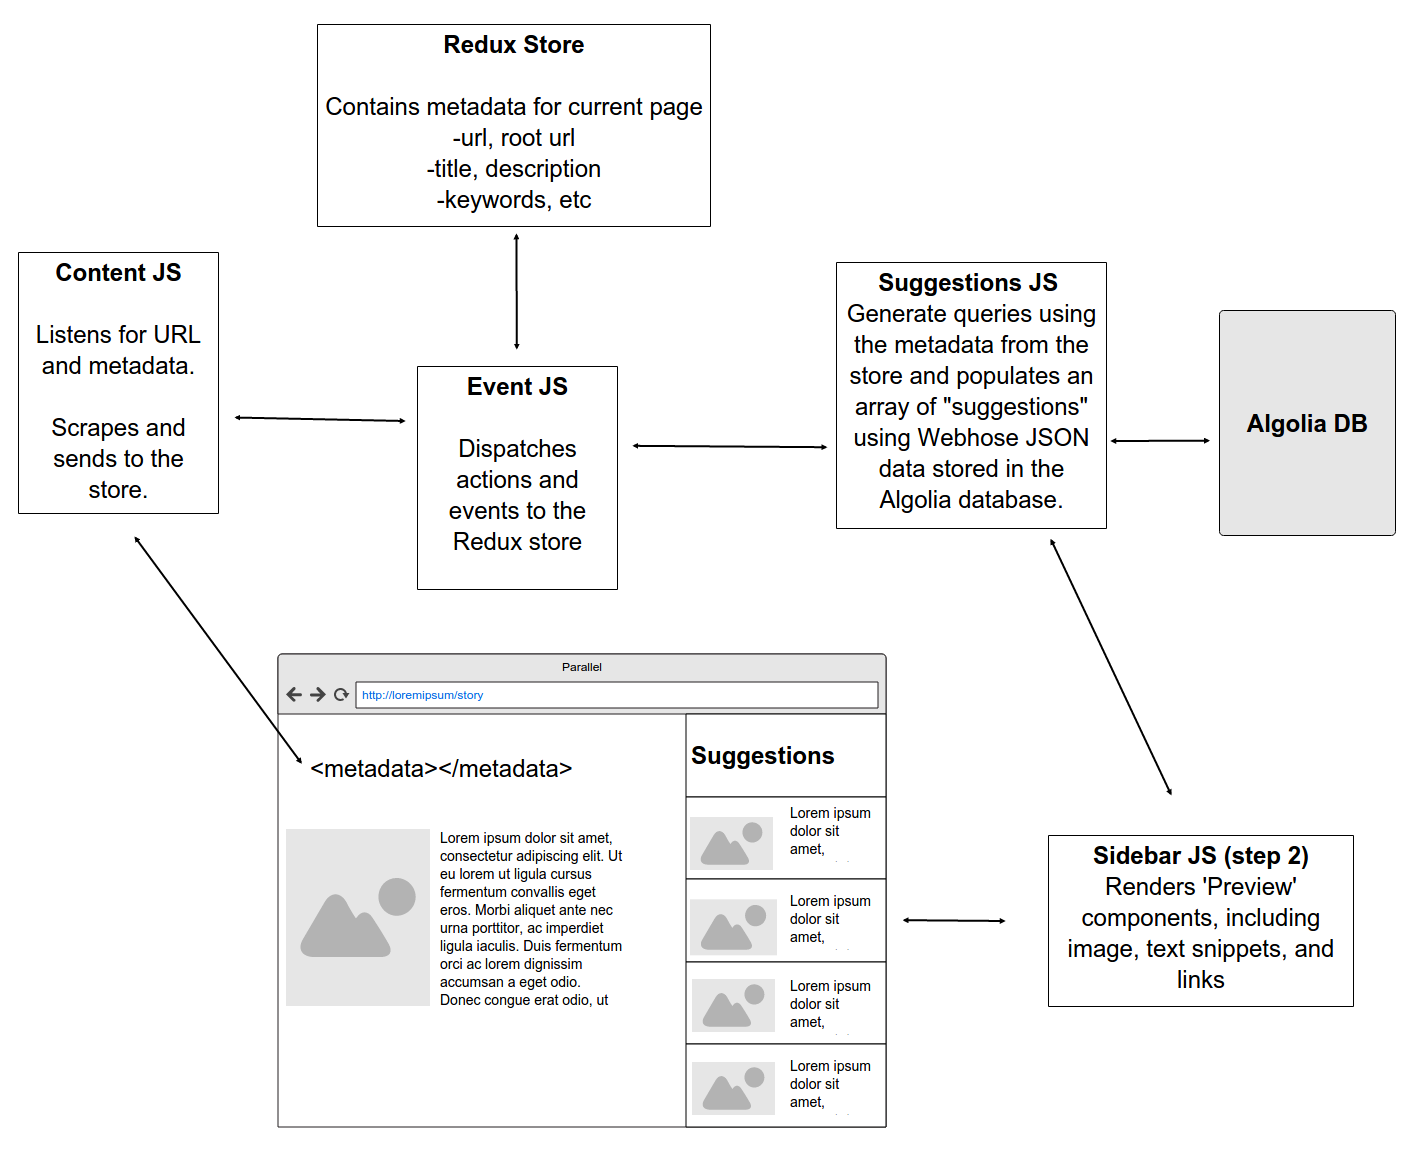 Redux Store
Contains metadata for current page
-url, root url
-title, description
-keywords, etc
Content JS
Listens for URL
and metadata.
Scrapes and
sends to the
store.
Event JS
Dispatches
actions and
events to the
Redux store
Suggestions JS
Generate queries using
the metadata from the
store and populates an
array of "suggestions"
using Webhose JSON
data stored in the
Algolia database.
Algolia DB
Parallel
http://loremipsum/story
<metadata></metadata>
Lorem ipsum dolor sit amet,
consectetur adipiscing elit. Ut
eu lorem ut ligula cursus
fermentum convallis eget
eros. Morbi aliquet ante nec
urna porttitor, ac imperdiet
ligula iaculis. Duis fermentum
orci ac lorem dignissim
accumsan a eget odio.
Donec congue erat odio, ut
Suggestions
Lorem ipsum
dolor sit
amet,
Lorem ipsum
dolor sit
amet,
Lorem ipsum
dolor sit
amet,
Lorem ipsum
dolor sit
amet,
Sidebar JS (step 2)
Renders 'Preview'
components, including
image, text snippets, and
links